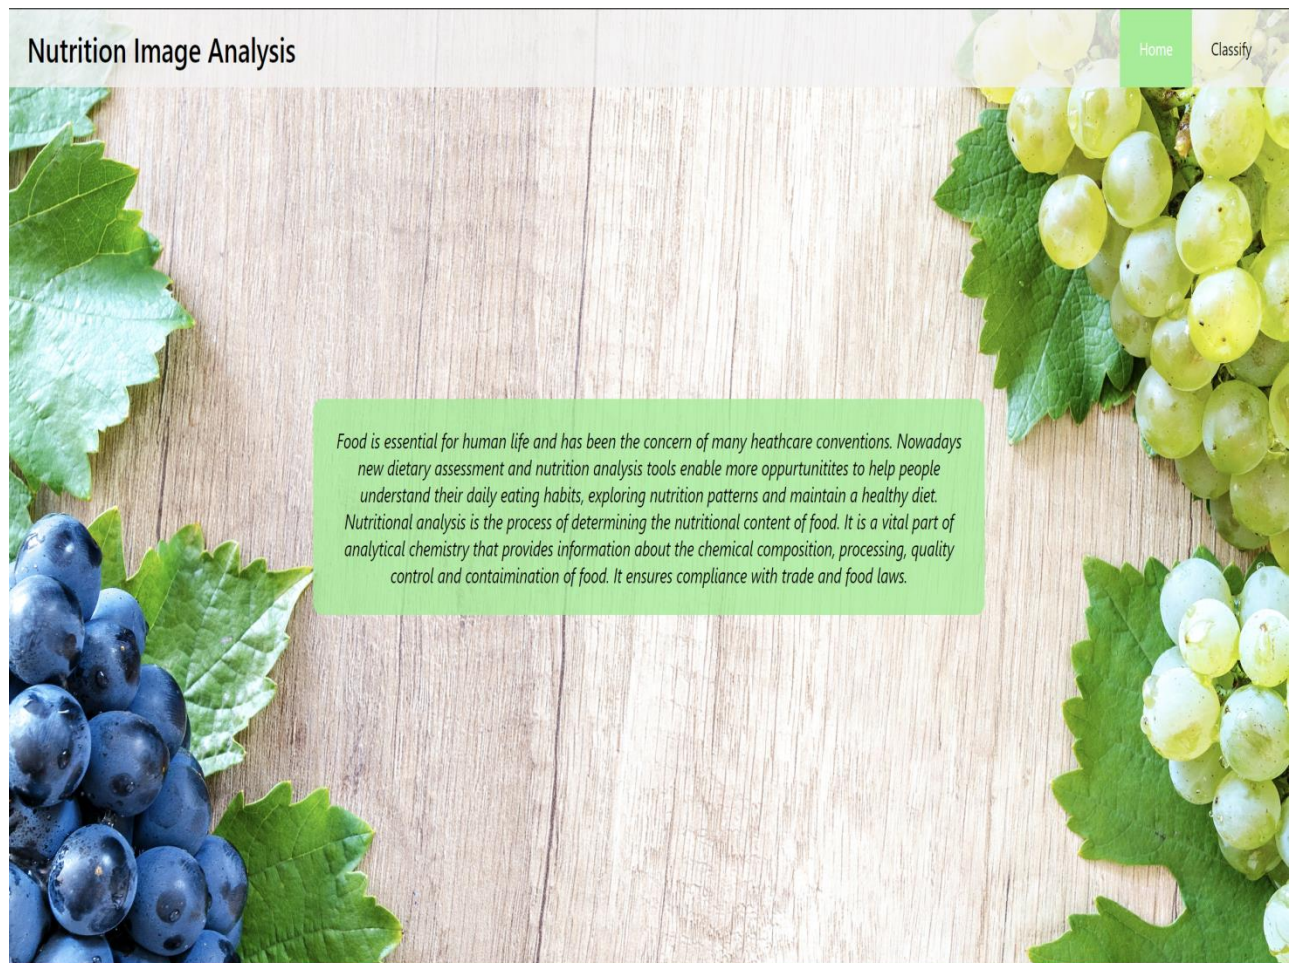 Nutrition Image Analysis
Home
Classify
Food is essential for human life and has been the concern of many heathcare conventions. Nowadays
new dietary assessment and nutrition analysis tools enable more oppurtunitites to help people
understand their daily eating habits, exploring nutrition patterns and maintain a healthy diet.
Nutritional analysis is the process of determining the nutritional content of food. It is a vital part of
analytical chemistry that provides information about the chemical composition, processing, quality
control and contaimination of food. It ensures compliance with trade and food laws.